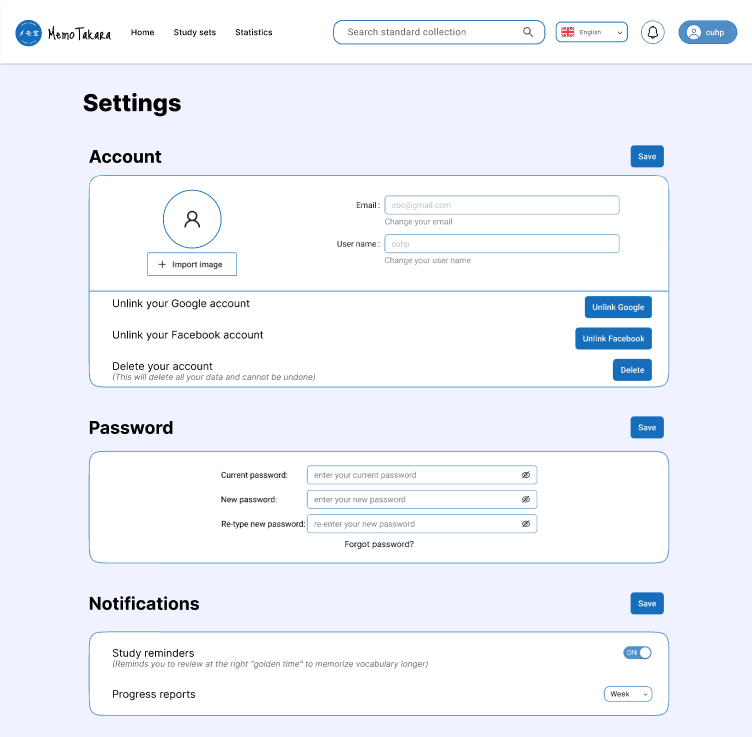 メモ宝 MemoTakara Home Study sets Statistics Search standard collection English cuhp
Settings
Account Save
Email : abc@gmail.com
Change your email
User name : cuhp
Change your user name
+ Import image
Unlink your Google account Unlink Google
Unlink your Facebook account Unlink Facebook
Delete your account Delete
(This will delete all your data and cannot be undone)
Password Save
Current password: enter your current password
New password: enter your new password
Re-type new password: re-enter your new password
Forgot password?
Notifications Save
Study reminders ON
(Reminds you to review at the right "golden time" to memorize vocabulary longer)
Progress reports Week